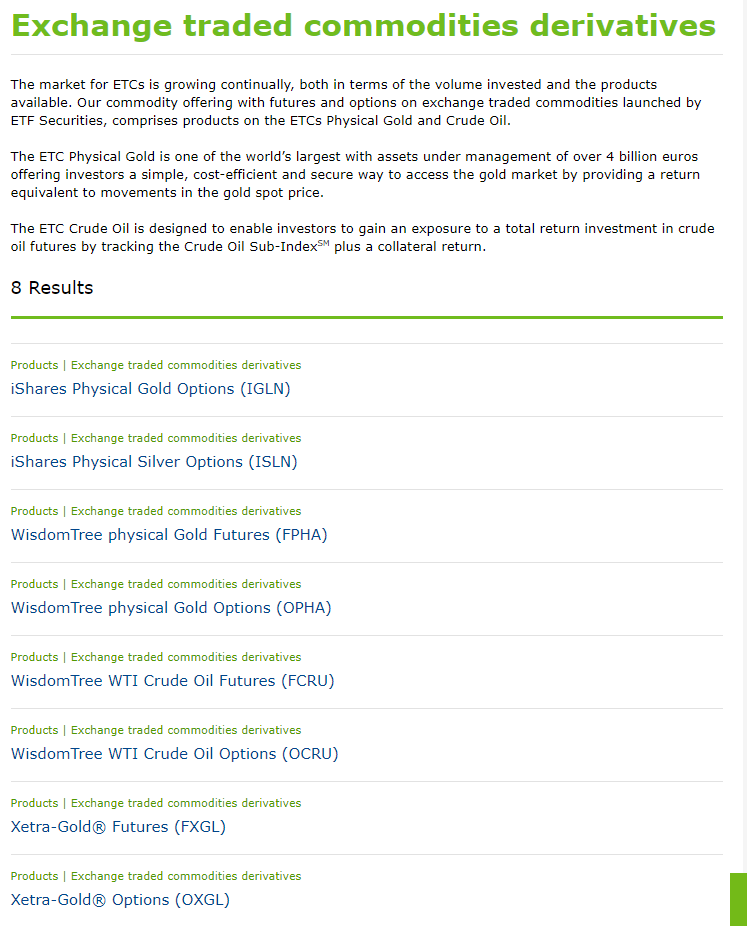 Exchange traded commodities derivatives
The market for ETCs is growing continually, both in terms of the volume invested and the products
available. Our commodity offering with futures and options on exchange traded commodities launched by
ETF Securities, comprises products on the ETCs Physical Gold and Crude Oil.
The ETC Physical Gold is one of the world’s largest with assets under management of over 4 billion euros
offering investors a simple, cost-efficient and secure way to access the gold market by providing a return
equivalent to movements in the gold spot price.
The ETC Crude Oil is designed to enable investors to gain an exposure to a total return investment in crude
oil futures by tracking the Crude Oil Sub-Index℠ plus a collateral return.
8 Results
Products | Exchange traded commodities derivatives
iShares Physical Gold Options (IGLN)
Products | Exchange traded commodities derivatives
iShares Physical Silver Options (ISLN)
Products | Exchange traded commodities derivatives
WisdomTree physical Gold Futures (FPHA)
Products | Exchange traded commodities derivatives
WisdomTree physical Gold Options (OPHA)
Products | Exchange traded commodities derivatives
WisdomTree WTI Crude Oil Futures (FCRU)
Products | Exchange traded commodities derivatives
WisdomTree WTI Crude Oil Options (OCRU)
Products | Exchange traded commodities derivatives
Xetra-Gold® Futures (FXGL)
Products | Exchange traded commodities derivatives
Xetra-Gold® Options (OXGL)